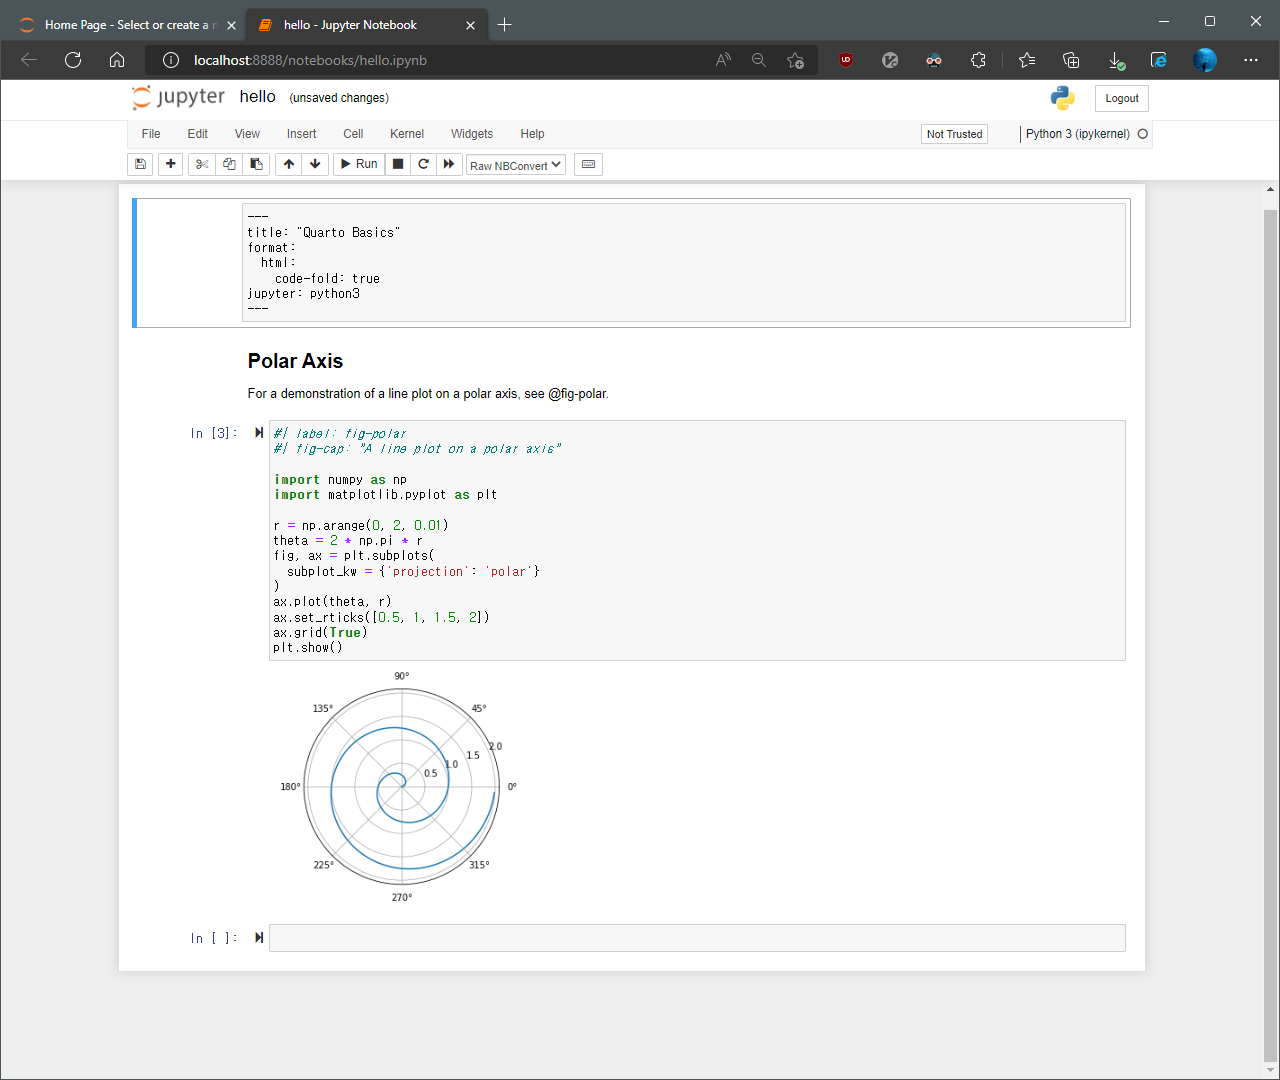 Home Page - Select or create a n
hello - Jupyter Notebook
localhost:8888/notebooks/hello.ipynb
jupyter hello (unsaved changes) Logout
File Edit View Insert Cell Kernel Widgets Help Not Trusted Python 3 (ipykernel)
Run Raw NBConvert
---
title: "Quarto Basics"
format:
  html:
    code-fold: true
jupyter: python3
---
Polar Axis
For a demonstration of a line plot on a polar axis, see @fig-polar.
In [3]:
#| label: fig-polar
#| fig-cap: "A line plot on a polar axis"
import numpy as np
import matplotlib.pyplot as plt
r = np.arange(0, 2, 0.01)
theta = 2 * np.pi * r
fig, ax = plt.subplots(
  subplot_kw = {'projection': 'polar'}
)
ax.plot(theta, r)
ax.set_rticks([0.5, 1, 1.5, 2])
ax.grid(True)
plt.show()
90°
135° 45°
2.0
1.5
1.0
0.5
180° 0°
225° 315°
270°
In [ ]: